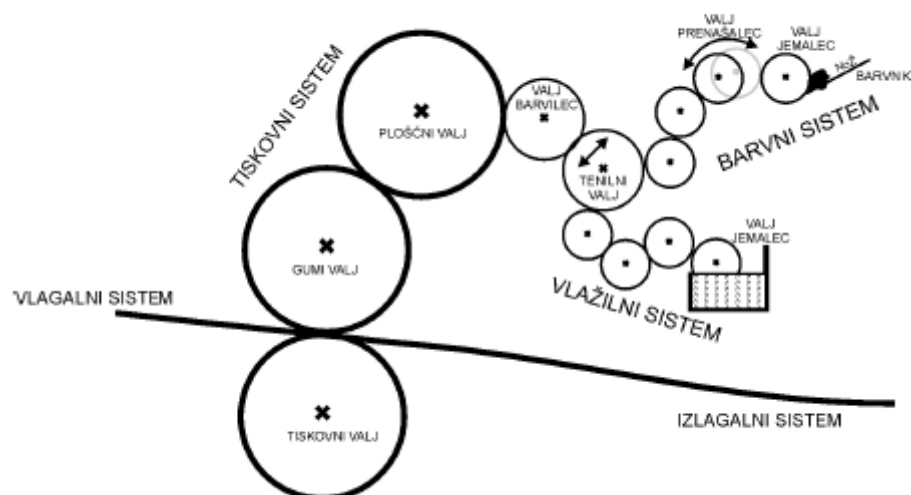 VALJ
PRENAŠALEC
VALJ
JEMALEC
NOŽ
BARVNIK
TISKOVNI SISTEM
VALJ
BARVILEC
PLOŠČNI VALJ
BARVNI SISTEM
TENILNI
VALJ
VALJ
JEMALEC
GUMI VALJ
VLAŽILNI SISTEM
VLAGALNI SISTEM
IZLAGALNI SISTEM
TISKOVNI VALJ